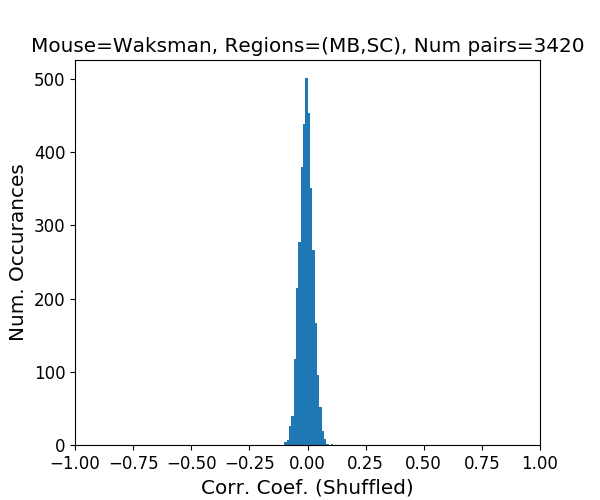 Mouse=Waksman, Regions=(MB,SC), Num pairs=3420
500
400
300
200
100
0
Num. Occurances
−1.00 −0.75 −0.50 −0.25 0.00 0.25 0.50 0.75 1.00
Corr. Coef. (Shuffled)